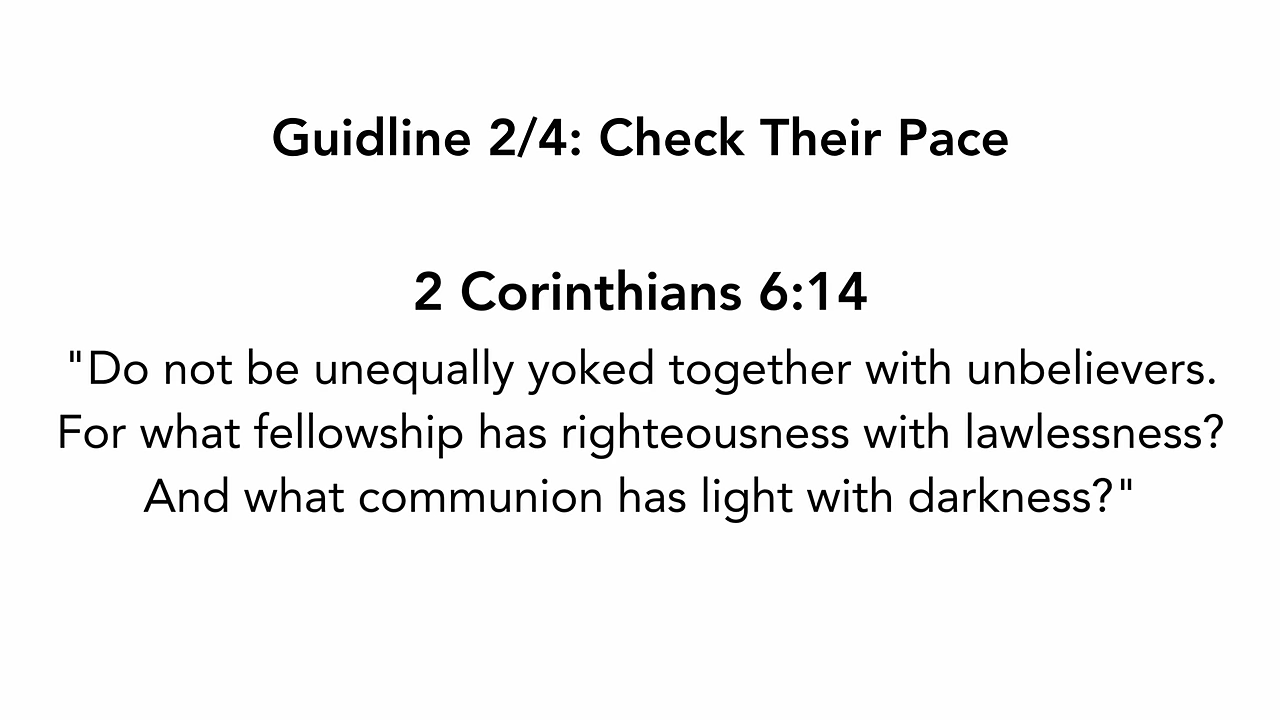 Guidline 2/4: Check Their Pace
2 Corinthians 6:14
"Do not be unequally yoked together with unbelievers.
For what fellowship has righteousness with lawlessness?
And what communion has light with darkness?"